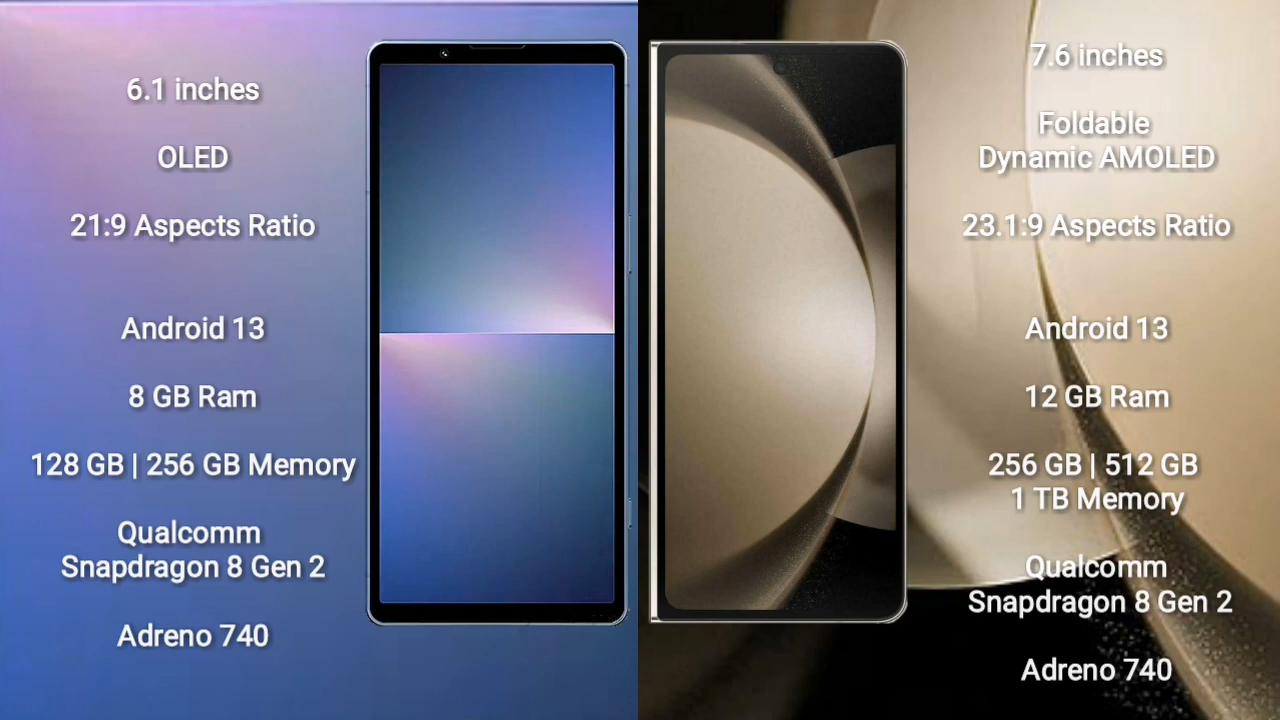 6.1 inches
OLED
21:9 Aspects Ratio
Android 13
8 GB Ram
128 GB | 256 GB Memory
Qualcomm
Snapdragon 8 Gen 2
Adreno 740
7.6 inches
Foldable
Dynamic AMOLED
23.1:9 Aspects Ratio
Android 13
12 GB Ram
256 GB | 512 GB
1 TB Memory
Qualcomm
Snapdragon 8 Gen 2
Adreno 740